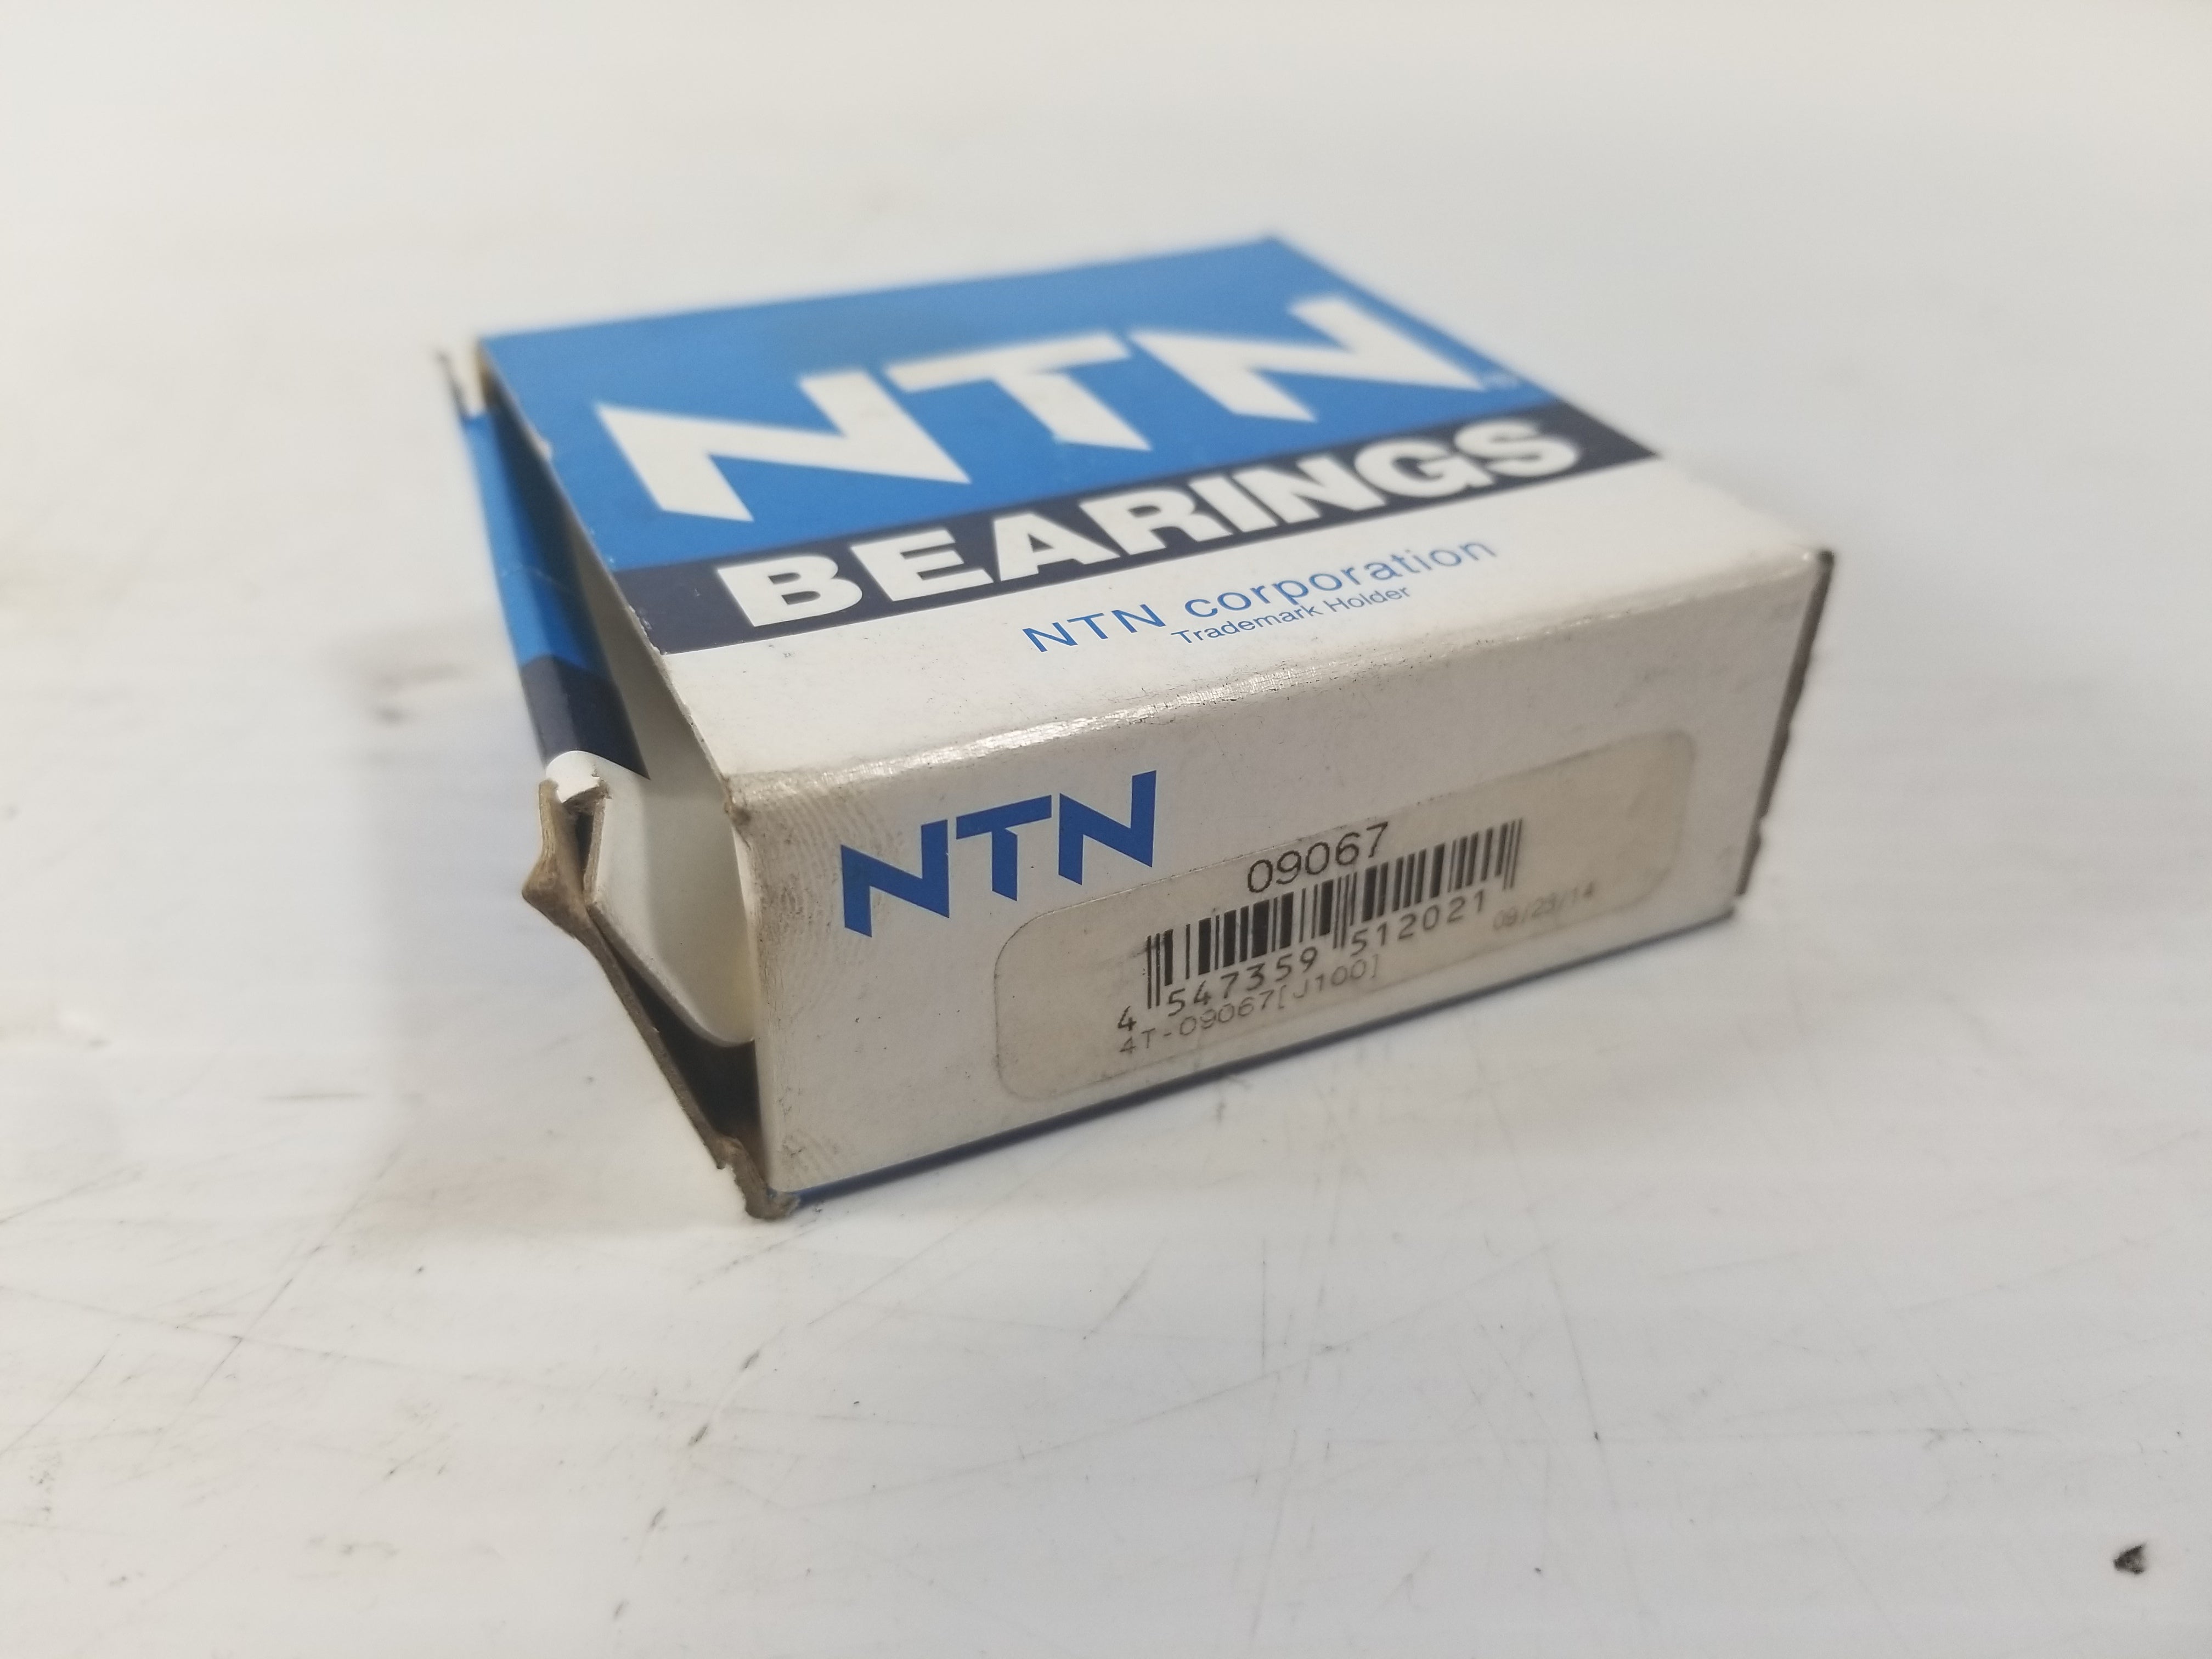 NTN
BEARINGS
NTN corporation
Trademark Holder
NTN
09067
4 547359 512021
09/23/14
4T-09067[J100]